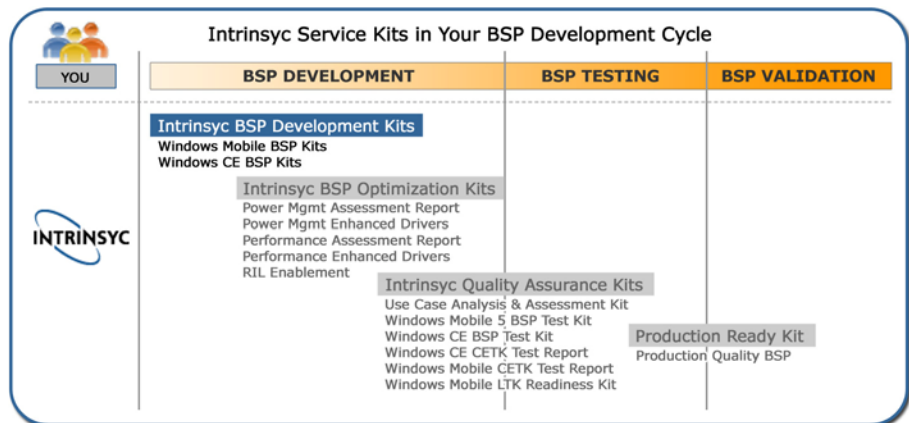 Intrinsyc Service Kits in Your BSP Development Cycle
YOU
BSP DEVELOPMENT
BSP TESTING
BSP VALIDATION
Intrinsyc BSP Development Kits
Windows Mobile BSP Kits
Windows CE BSP Kits
INTRINSYC
Intrinsyc BSP Optimization Kits
Power Mgmt Assessment Report
Power Mgmt Enhanced Drivers
Performance Assessment Report
Performance Enhanced Drivers
RIL Enablement
Intrinsyc Quality Assurance Kits
Use Case Analysis & Assessment Kit
Windows Mobile 5 BSP Test Kit
Windows CE BSP Test Kit
Windows CE CETK Test Report
Windows Mobile CETK Test Report
Windows Mobile LTK Readiness Kit
Production Ready Kit
Production Quality BSP